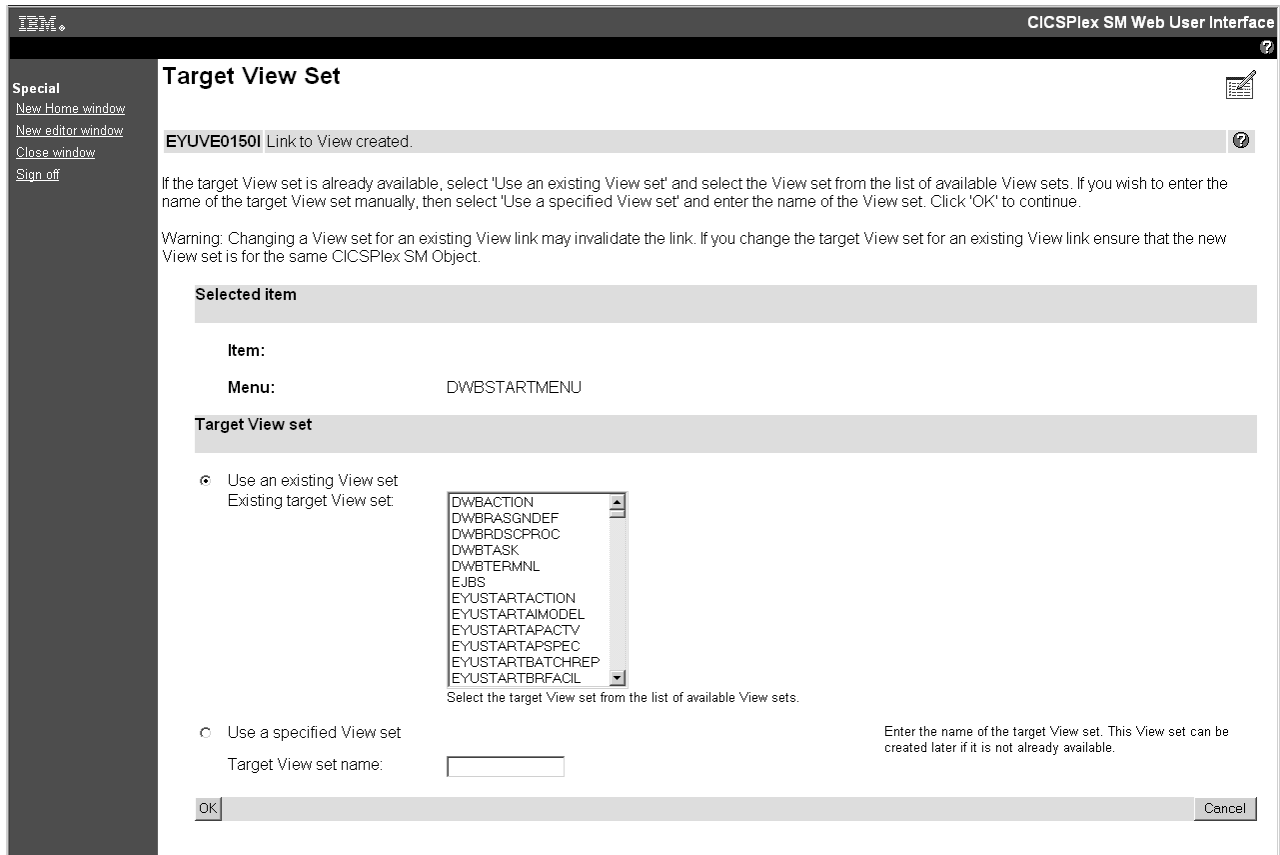 IBM.
CICSPlex SM Web User Interface
?
Special
New Home window
New editor window
Close window
Sign off
Target View Set
EYUVE0150I Link to View created.
?
If the target View set is already available, select 'Use an existing View set' and select the View set from the list of available View sets. If you wish to enter the
name of the target View set manually, then select 'Use a specified View set' and enter the name of the View set. Click 'OK' to continue.
Warning: Changing a View set for an existing View link may invalidate the link. If you change the target View set for an existing View link ensure that the new
View set is for the same CICSPlex SM Object.
Selected item
Item:
Menu: DWBSTARTMENU
Target View set
Use an existing View set
Existing target View set:
DWBACTION
DWBRASGNDEF
DWBRDSCPROC
DWBTASK
DWBTERMNL
EJBS
EYUSTARTACTION
EYUSTARTAIMODEL
EYUSTARTAPACTV
EYUSTARTAPSPEC
EYUSTARTBATCHREP
EYUSTARTBRFACIL
Select the target View set from the list of available View sets.
Use a specified View set
Enter the name of the target View set. This View set can be
created later if it is not already available.
Target View set name:
OK
Cancel